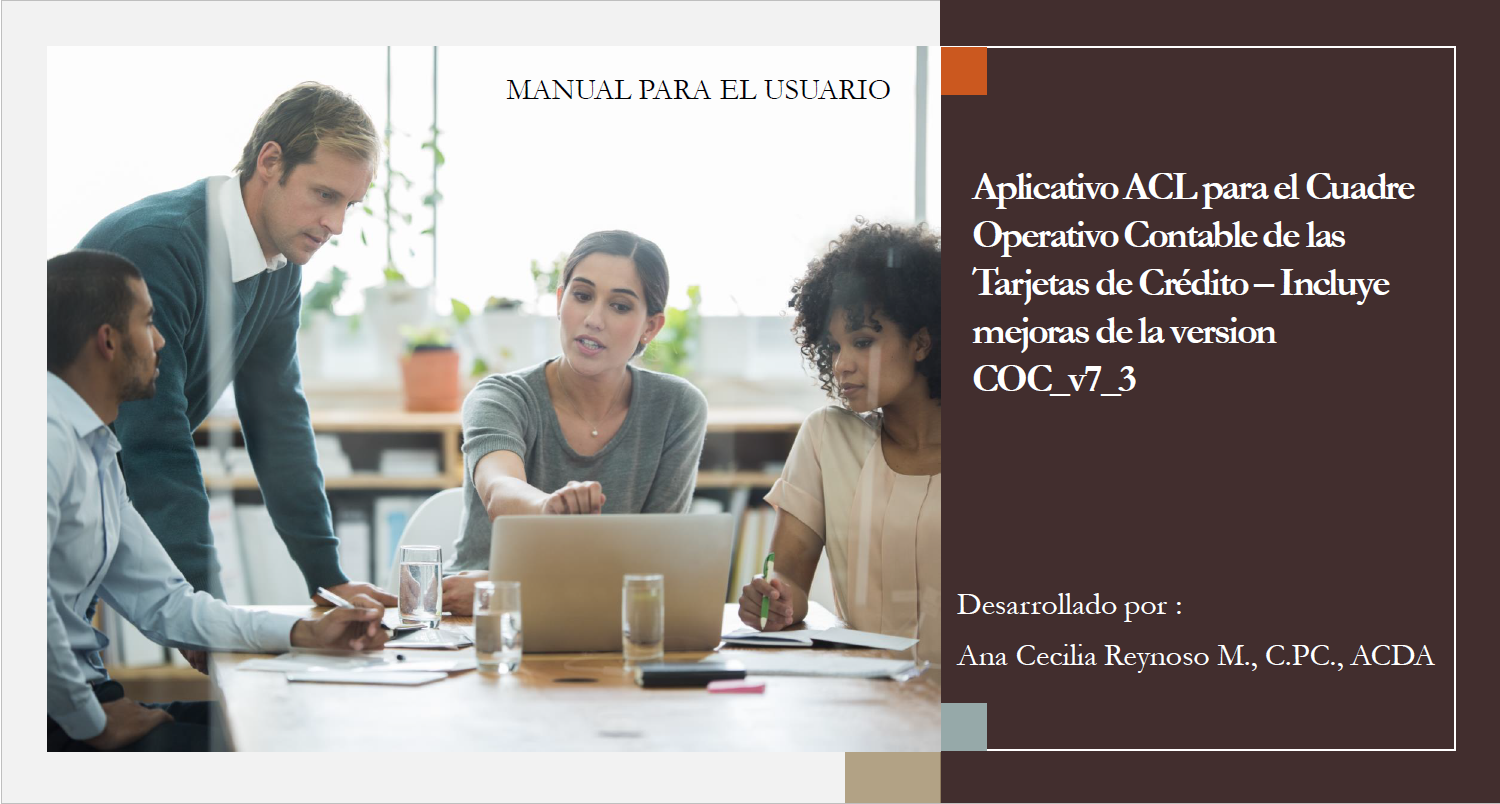 MANUAL PARA EL USUARIO
Aplicativo ACL para el Cuadre
Operativo Contable de las
Tarjetas de Crédito – Incluye
mejoras de la version
COC_v7_3
Desarrollado por :
Ana Cecilia Reynoso M., C.PC., ACDA